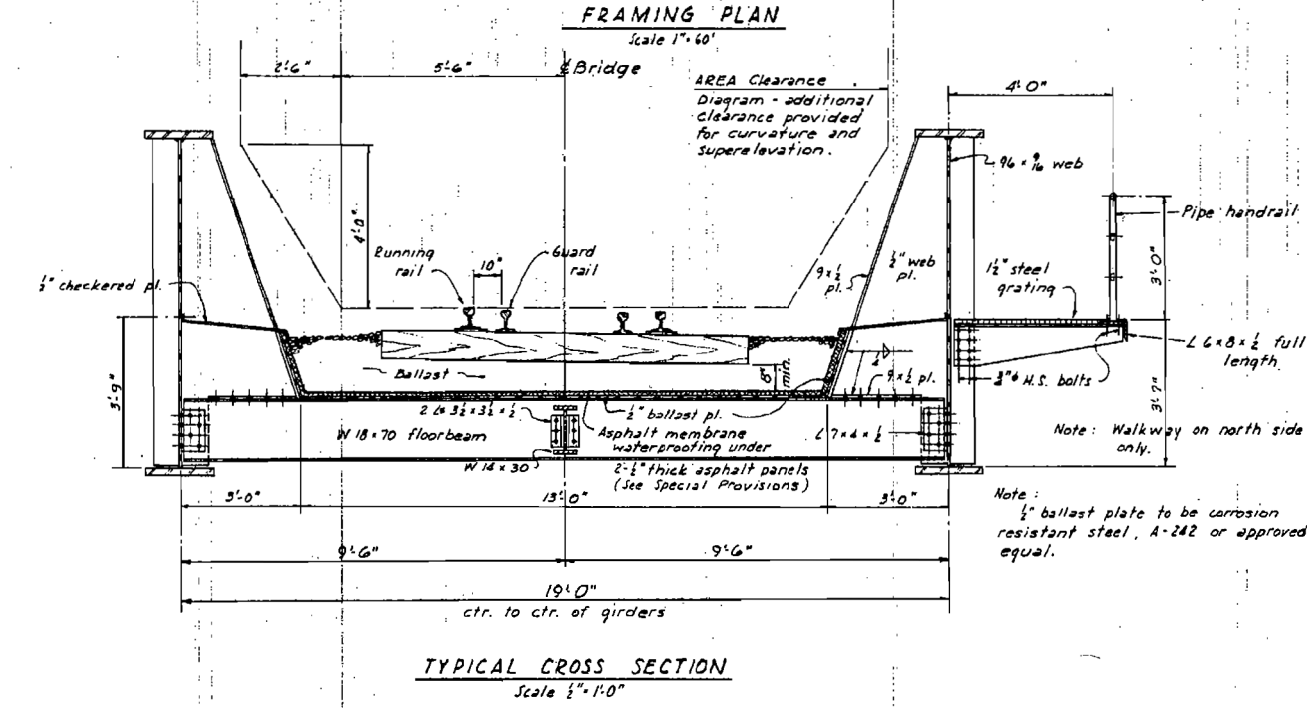 FRAMING PLAN
Scale 1"=60'
2'-6"
5'-6"
℄ Bridge
AREA Clearance
Diagram - additional
clearance provided
for curvature and
superelevation.
4'-0"
96 x 9/16 web
Pipe handrail
4'-0"
Running
rail
10"
Guard
rail
9 x 1/2
pl.
1/2" web
pl.
1 1/2" steel
grating
3'-0"
1/2" checkered pl.
L 6 x 8 x 1/2 full
length
Ballast
8"
min.
9 x 1/2 pl.
H.S. bolts
3'-9"
2 Ls 3 1/2 x 3 1/2 x 1/2
1/2" ballast pl.
W 18 x 70 floorbeam
Asphalt membrane
waterproofing under
L 7 x 4 x 1/2
Note: Walkway on north side
only.
W 14 x 30
thick asphalt panels
(See Special Provisions)
3'-0"
13'-0"
3'-0"
Note:
1/2" ballast plate to be corrosion
resistant steel, A-242 or approved
equal.
9'-6"
9'-6"
19'-0"
ctr. to ctr. of girders
TYPICAL CROSS SECTION
Scale 1/2"=1'-0"